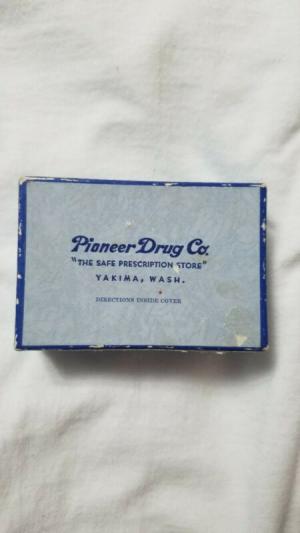 Pioneer Drug Co.
"THE SAFE PRESCRIPTION STORE"
YAKIMA, WASH.
DIRECTIONS INSIDE COVER